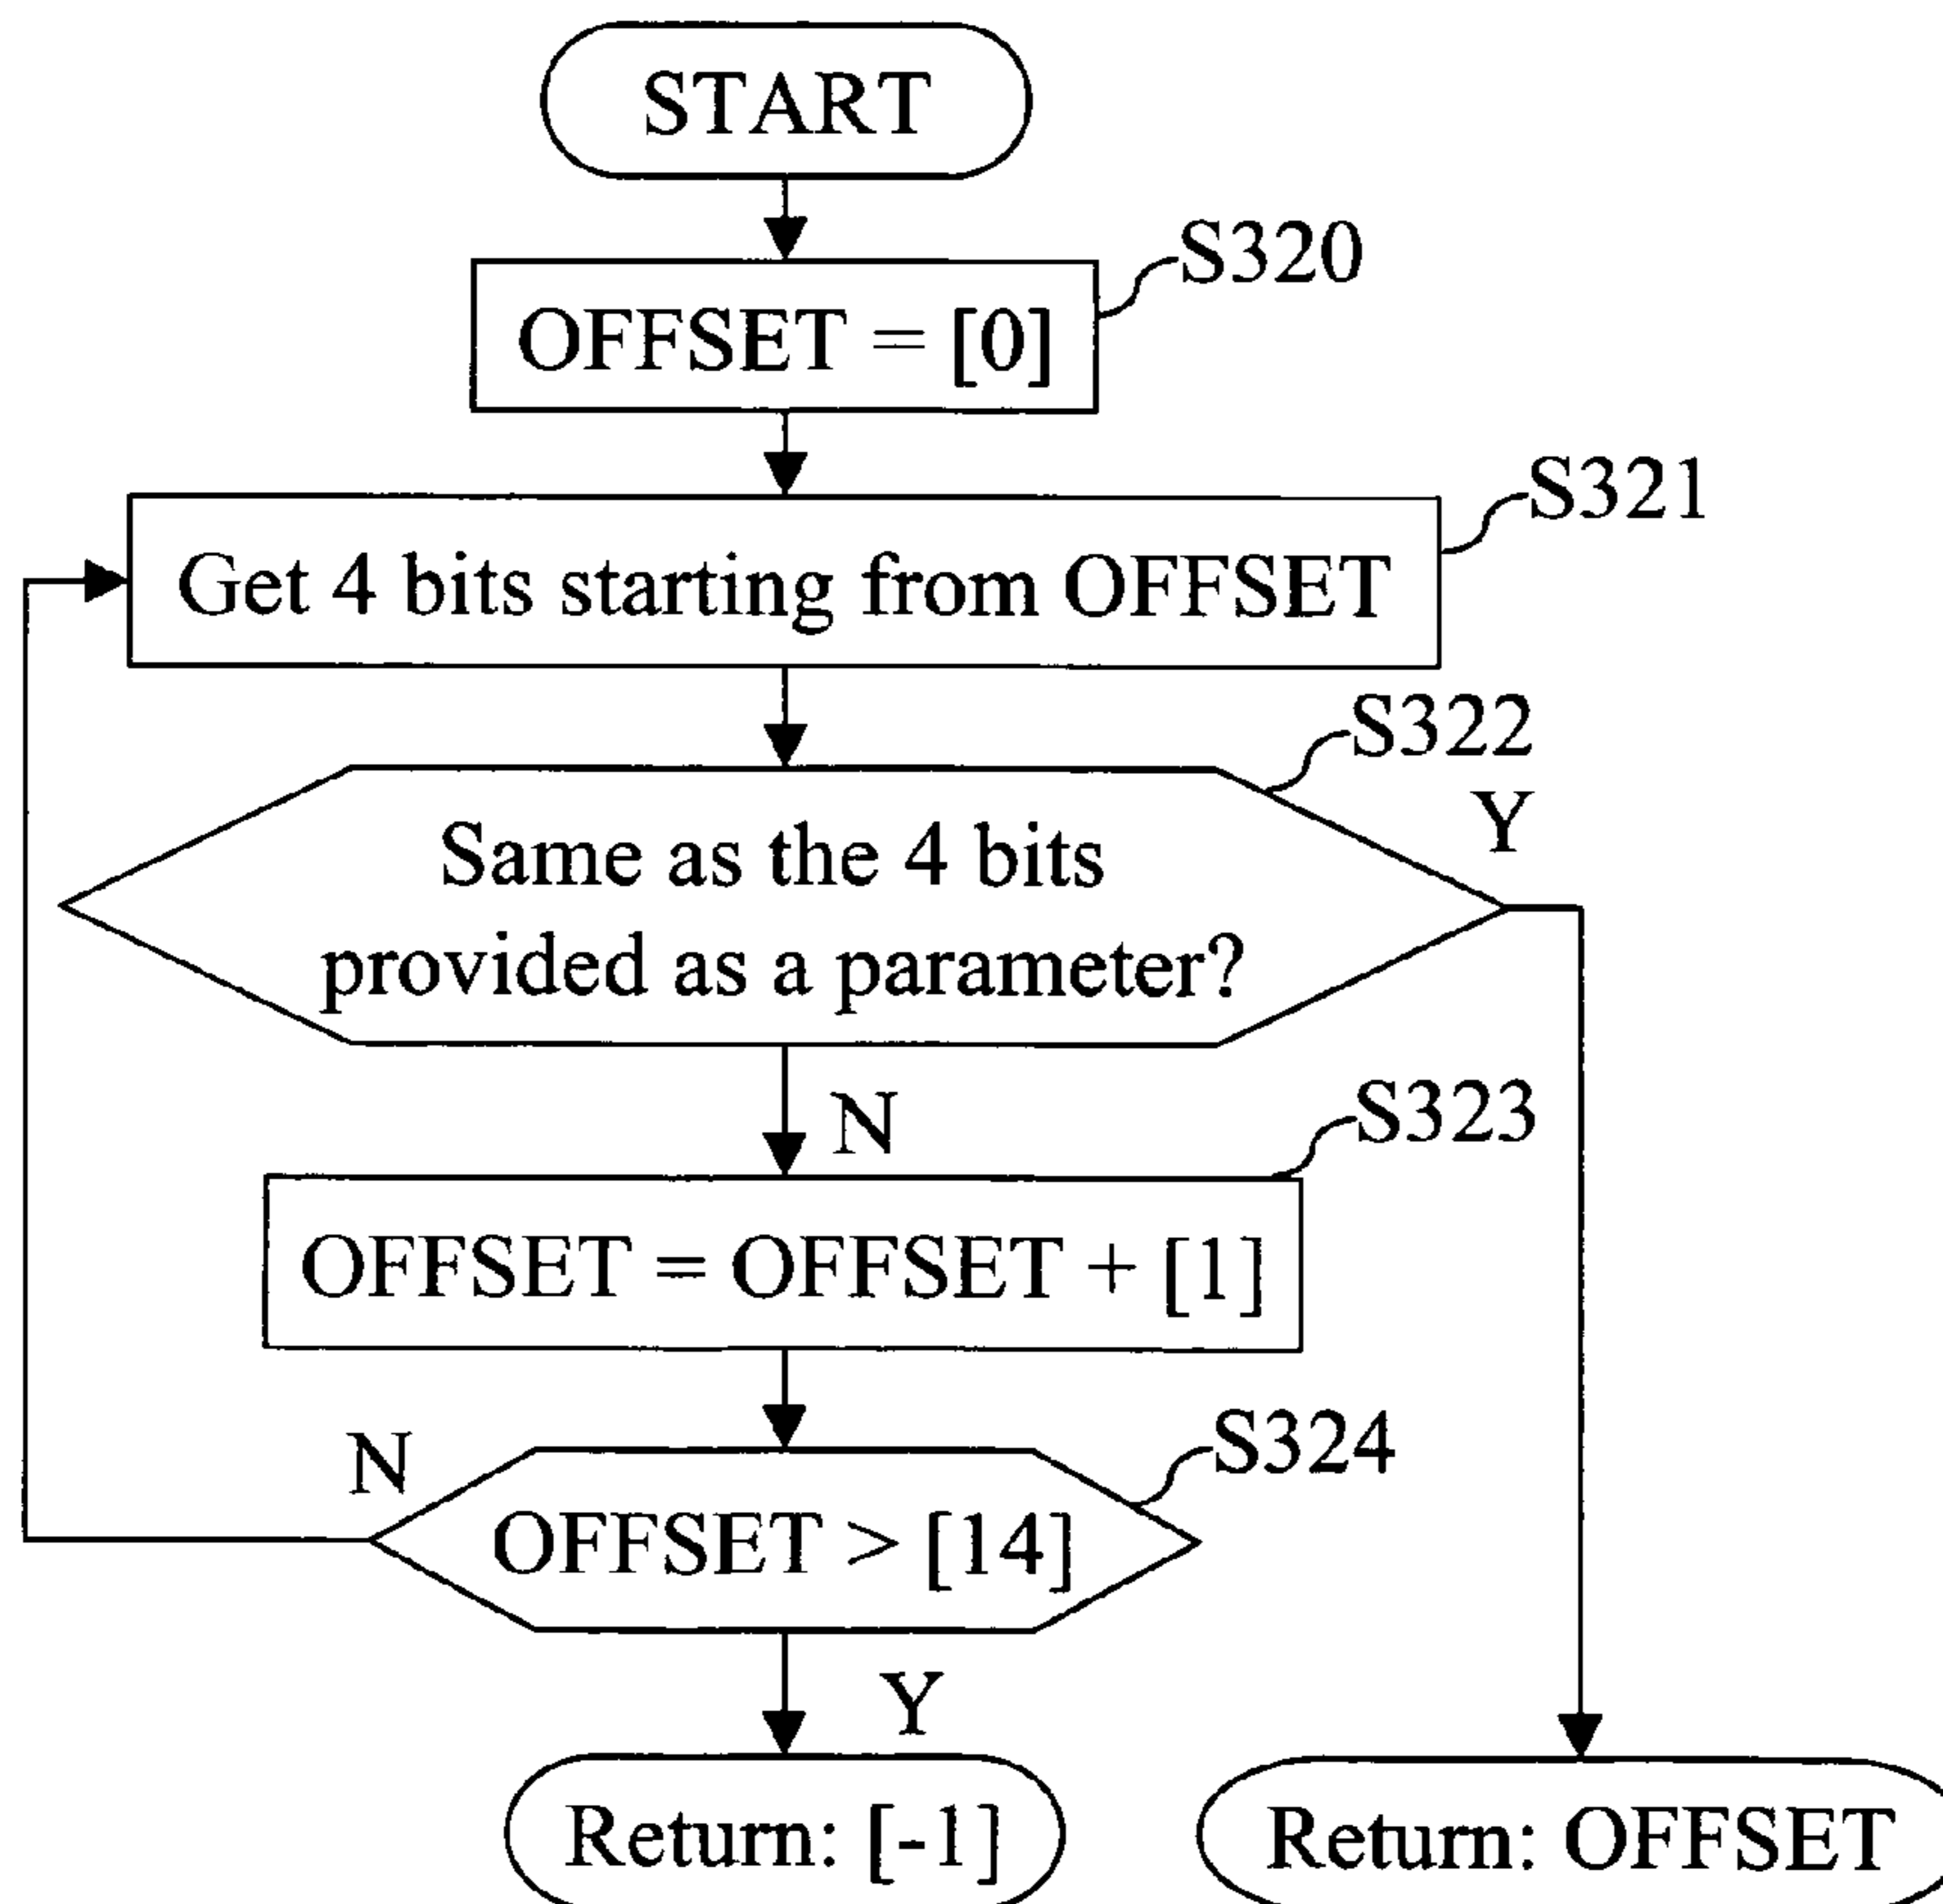 START
S320
OFFSET = [0]
S321
Get 4 bits starting from OFFSET
S322
Y
Same as the 4 bits
provided as a parameter?
N
S323
OFFSET = OFFSET + [1]
N
S324
OFFSET > [14]
Y
Return: [-1]
Return: OFFSET